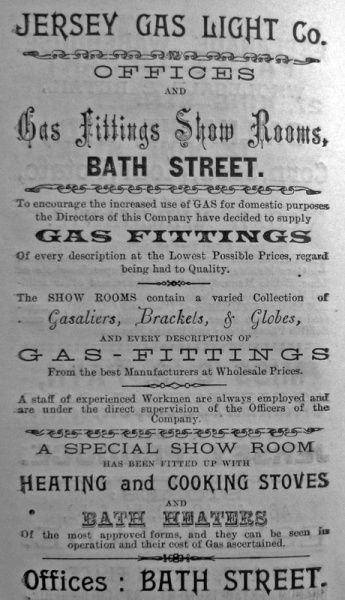 JERSEY GAS LIGHT Co.
OFFICES
AND
Gas Fittings Show Rooms,
BATH STREET.
To encourage the increased use of GAS for domestic purposes
the Directors of this Company have decided to supply
GAS FITTINGS
Of every description at the Lowest Possible Prices, regard
being had to Quality.
The SHOW ROOMS contain a varied Collection of
Gasaliers, Brackets, & Globes,
AND EVERY DESCRIPTION OF
GAS-FITTINGS
From the best Manufacturers at Wholesale Prices.
A staff of experienced Workmen are always employed and
are under the direct supervision of the Officers of the
Company.
A SPECIAL SHOW ROOM
HAS BEEN FITTED UP WITH
HEATING and COOKING STOVES
AND
BATH HEATERS
Of the most approved forms, and they can be seen in
operation and their cost of Gas ascertained.
Offices : BATH STREET.